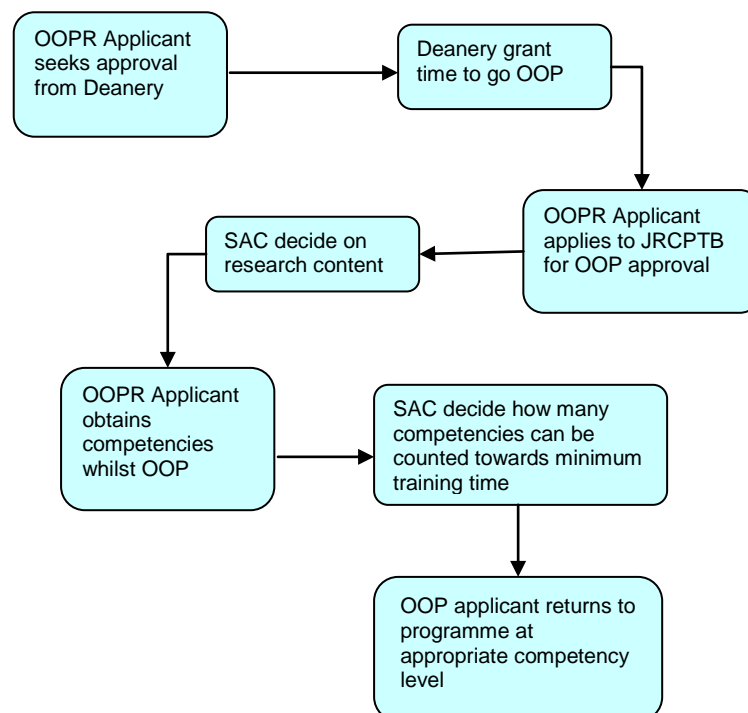 OOPR Applicant
seeks approval
from Deanery
Deanery grant
time to go OOP
OOPR Applicant
applies to JRCPTB
for OOP approval
SAC decide on
research content
OOPR Applicant
obtains
competencies
whilst OOP
SAC decide how many
competencies can be
counted towards minimum
training time
OOP applicant returns to
programme at
appropriate competency
level